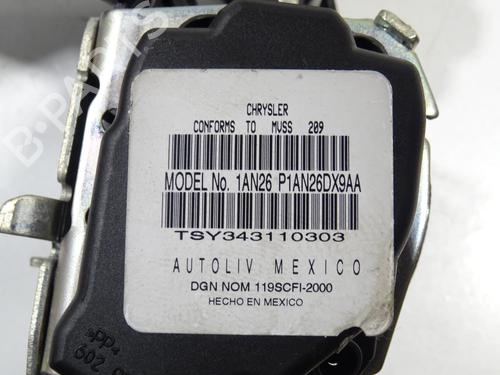 CHRYSLER
CONFORMS TO MVSS 209
MODEL No. 1AN26 P1AN26DX9AA
TSY343110303
AUTOLIV MEXICO
DGN NOM 119SCFI-2000
HECHO EN MEXICO
>PP<
B-PARTS